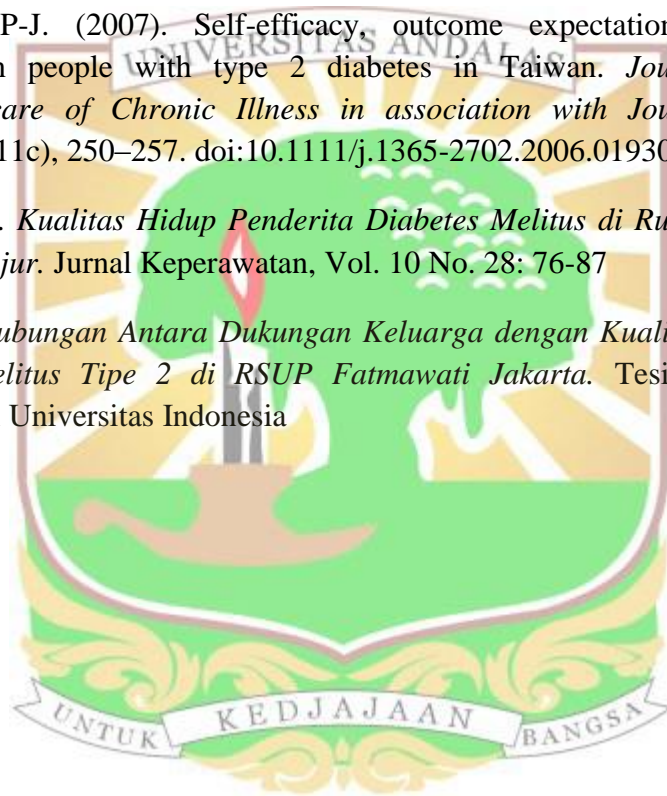 P-J. (2007). Self-efficacy, outcome expectation
UNIVERSITAS ANDALAS
n people with type 2 diabetes in Taiwan. Jou
are of Chronic Illness in association with Jou
11c), 250–257. doi:10.1111/j.1365-2702.2006.01930
. Kualitas Hidup Penderita Diabetes Melitus di Ru
jur. Jurnal Keperawatan, Vol. 10 No. 28: 76-87
ubungan Antara Dukungan Keluarga dengan Kuali
elitus Tipe 2 di RSUP Fatmawati Jakarta. Tesi
Universitas Indonesia
UNTUK KEDJAJAAN BANGSA